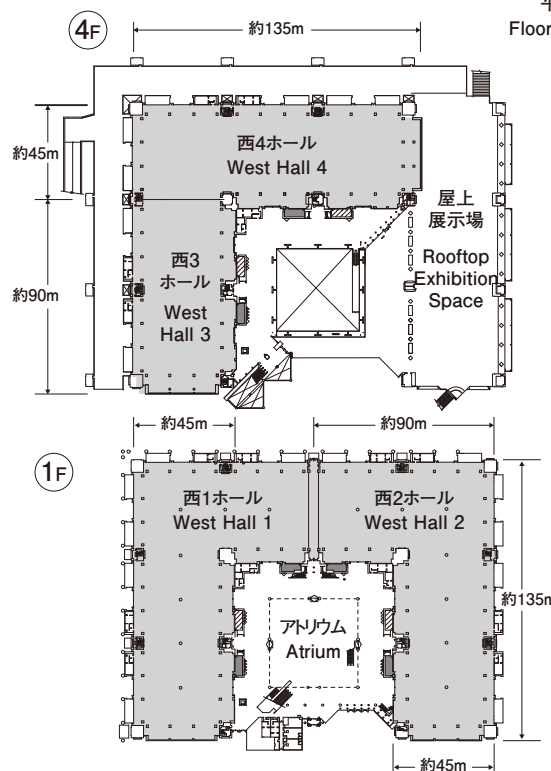 平
Floor
4F
約135m
約45m
西4ホール
West Hall 4
屋上
展示場
Rooftop
Exhibition
Space
西3
ホール
West
Hall 3
約90m
約45m
約90m
1F
西1ホール
West Hall 1
西2ホール
West Hall 2
約135m
アトリウム
Atrium
約45m